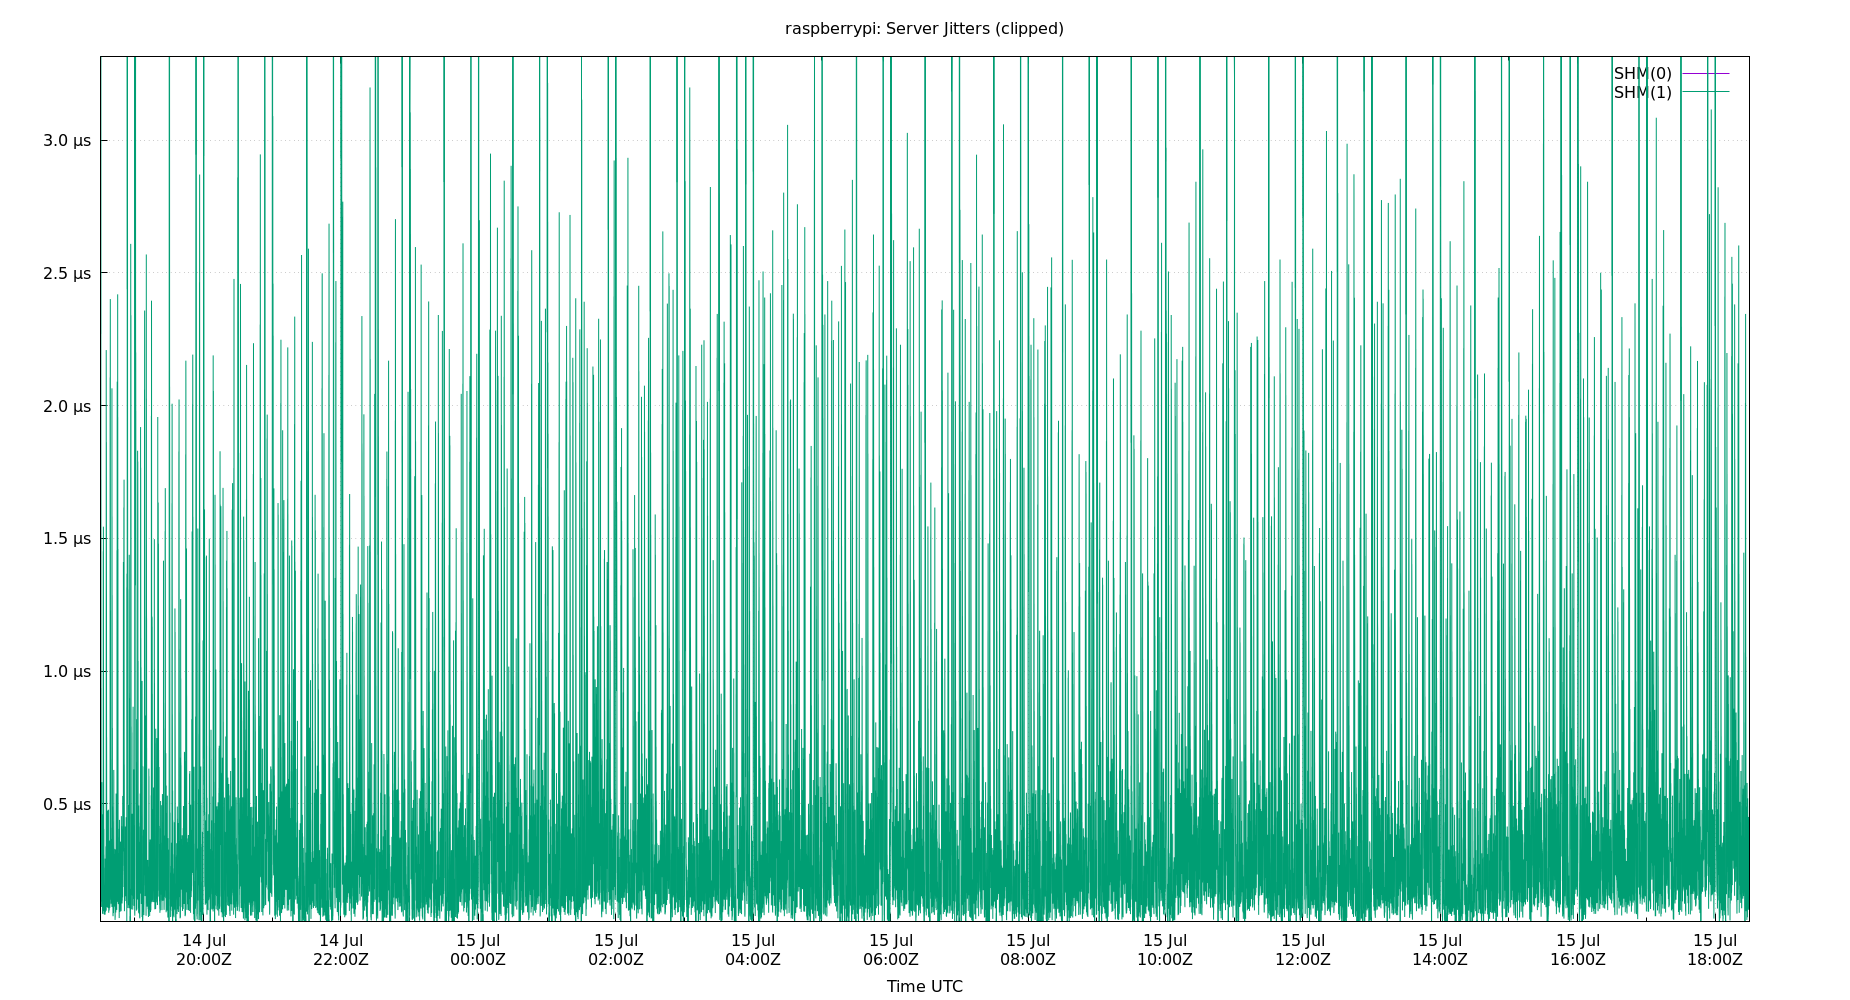 raspberrypi: Server Jitters (clipped)
SHM(0)
SHM(1)
3.0 µs
2.5 µs
2.0 µs
1.5 µs
1.0 µs
0.5 µs
14 Jul 14 Jul 15 Jul 15 Jul 15 Jul 15 Jul 15 Jul 15 Jul 15 Jul 15 Jul 15 Jul 15 Jul
20:00Z 22:00Z 00:00Z 02:00Z 04:00Z 06:00Z 08:00Z 10:00Z 12:00Z 14:00Z 16:00Z 18:00Z
Time UTC